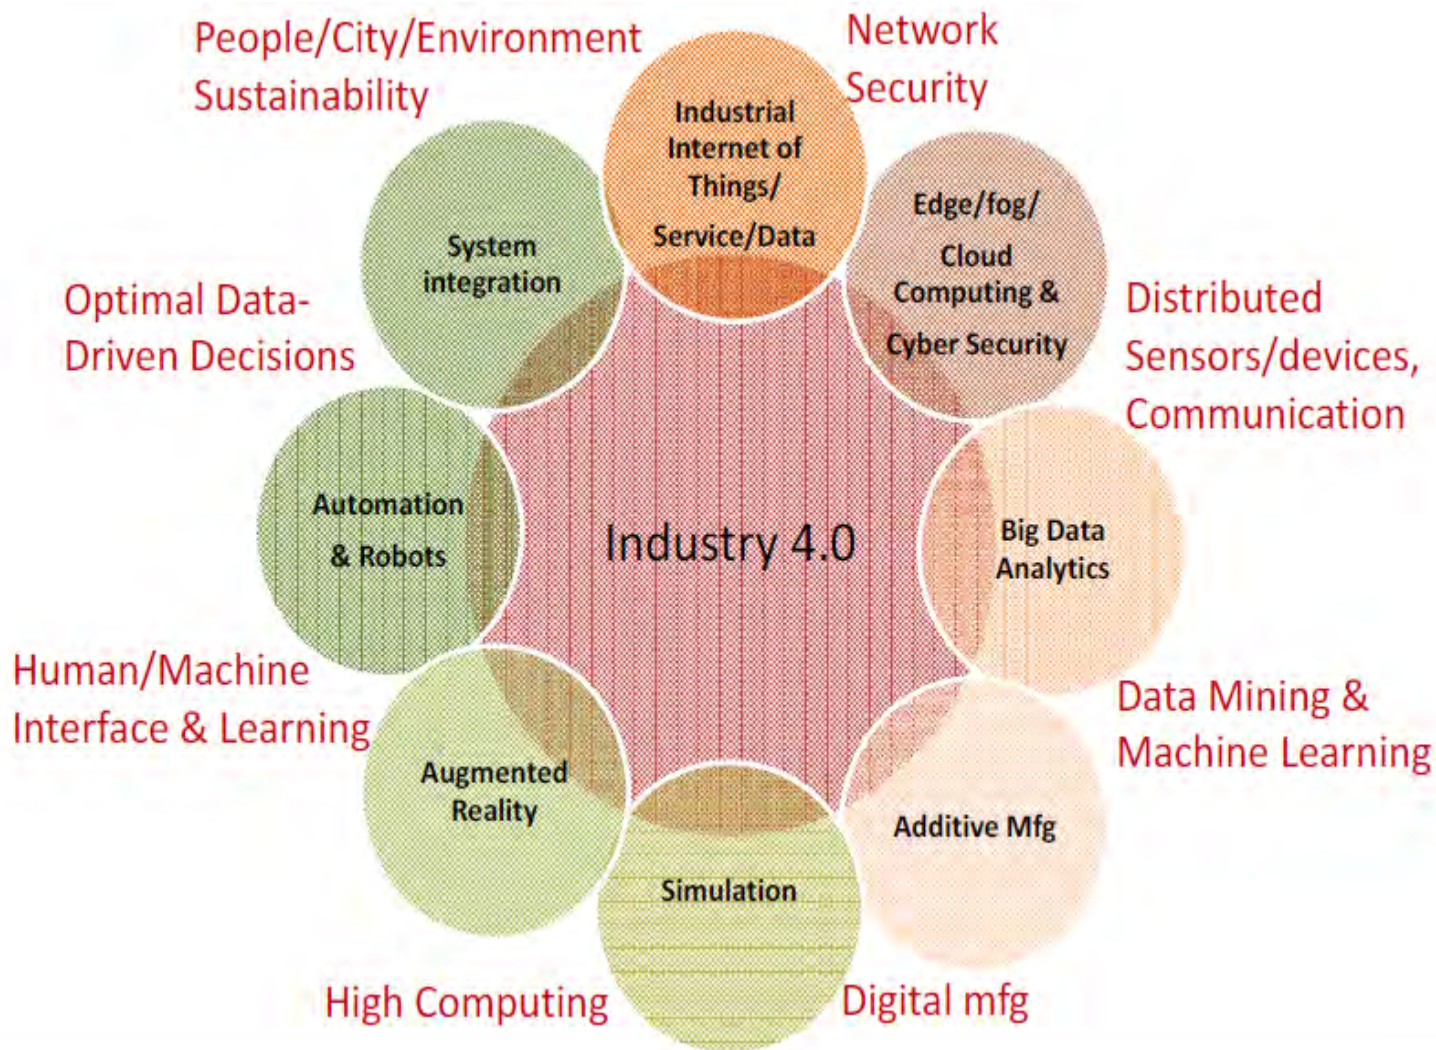 People/City/Environment
Sustainability
Network
Security
Industrial
Internet of
Things/
Service/Data
Edge/fog/
Cloud
Computing &
Cyber Security
System
integration
Optimal Data-
Driven Decisions
Distributed
Sensors/devices,
Communication
Automation
& Robots
Industry 4.0
Big Data
Analytics
Human/Machine
Interface & Learning
Data Mining &
Machine Learning
Augmented
Reality
Additive Mfg
Simulation
High Computing
Digital mfg